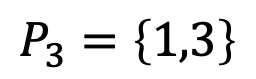 P₃ = {1,3}